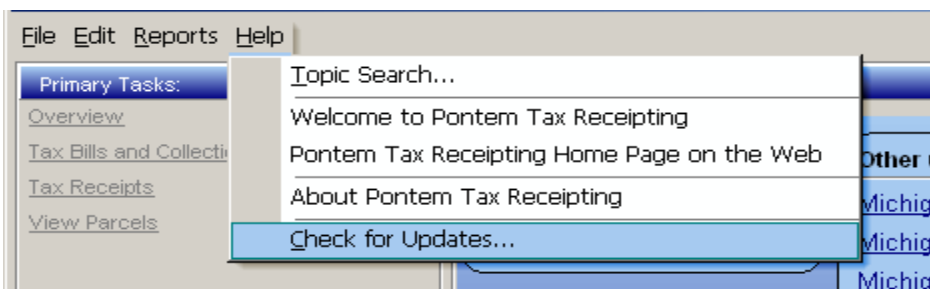 File Edit Reports Help
Primary Tasks:
Overview
Tax Bills and Collecti
Tax Receipts
View Parcels
Topic Search...
Welcome to Pontem Tax Receipting
Pontem Tax Receipting Home Page on the Web
About Pontem Tax Receipting
Check for Updates...
Other
Michig
Michig
Michig